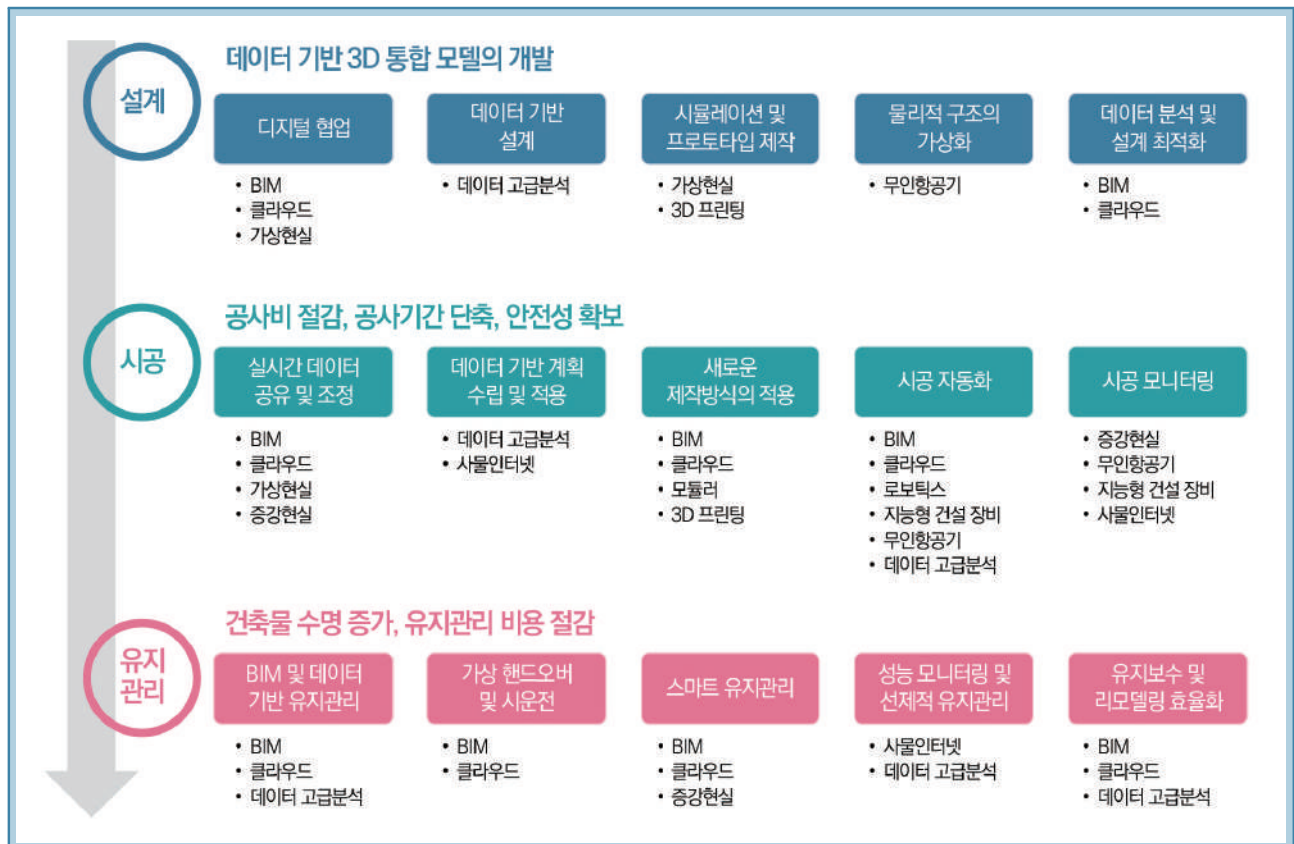 설계
데이터 기반 3D 통합 모델의 개발
디지털 협업
• BIM
• 클라우드
• 가상현실
데이터 기반
설계
• 데이터 고급분석
시뮬레이션 및
프로토타입 제작
• 가상현실
• 3D 프린팅
물리적 구조의
가상화
• 무인항공기
데이터 분석 및
설계 최적화
• BIM
• 클라우드
시공
공사비 절감, 공사기간 단축, 안전성 확보
실시간 데이터
공유 및 조정
• BIM
• 클라우드
• 가상현실
• 증강현실
데이터 기반 계획
수립 및 적용
• 데이터 고급분석
• 사물인터넷
새로운
제작방식의 적용
• BIM
• 클라우드
• 모듈러
• 3D 프린팅
시공 자동화
• BIM
• 클라우드
• 로보틱스
• 지능형 건설 장비
• 무인항공기
• 데이터 고급분석
시공 모니터링
• 증강현실
• 무인항공기
• 지능형 건설 장비
• 사물인터넷
유지
관리
건축물 수명 증가, 유지관리 비용 절감
BIM 및 데이터
기반 유지관리
• BIM
• 클라우드
• 데이터 고급분석
가상 핸드오버
및 시운전
• BIM
• 클라우드
스마트 유지관리
• BIM
• 클라우드
• 증강현실
성능 모니터링 및
선제적 유지관리
• 사물인터넷
• 데이터 고급분석
유지보수 및
리모델링 효율화
• BIM
• 클라우드
• 데이터 고급분석